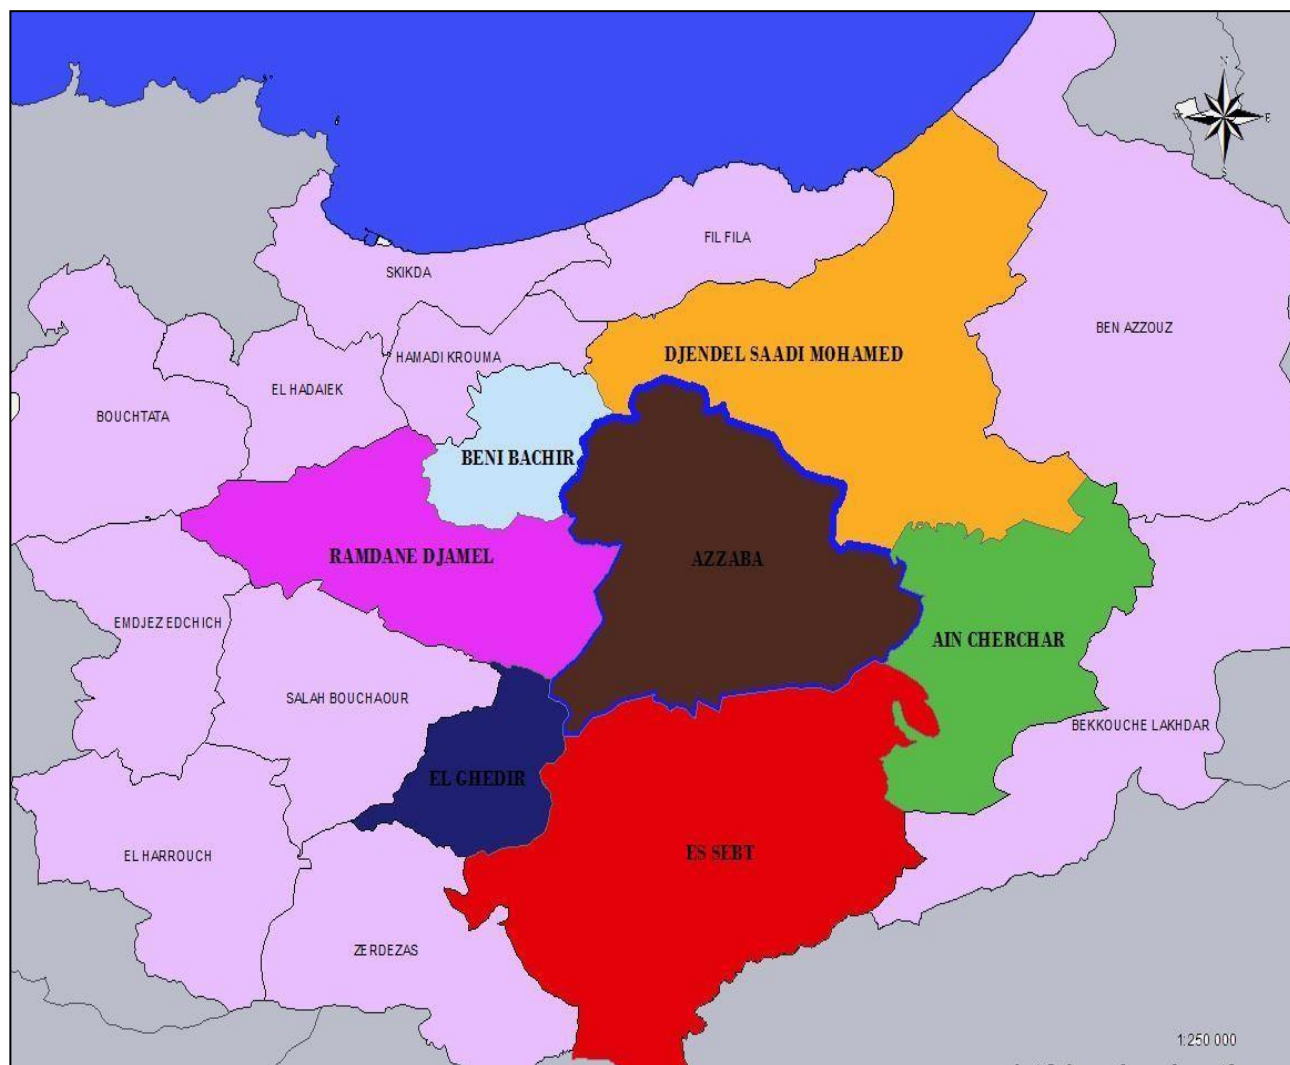 N
E
S
FIL FILA
SKIKDA
BEN AZZOUZ
DJENDEL SAADI MOHAMED
HAMADI KROUMA
EL HADAIEK
BOUCHTATA
BENI BACHIR
RAMDANE DJAMEL
AZZABA
EMDJEZ EDCHICH
AIN CHERCHAR
SALAH BOUCHAOUR
BEKKOUCHE LAKHDAR
EL GHEDIR
ES SEBT
EL HARROUCH
ZERDEZAS
1:250 000